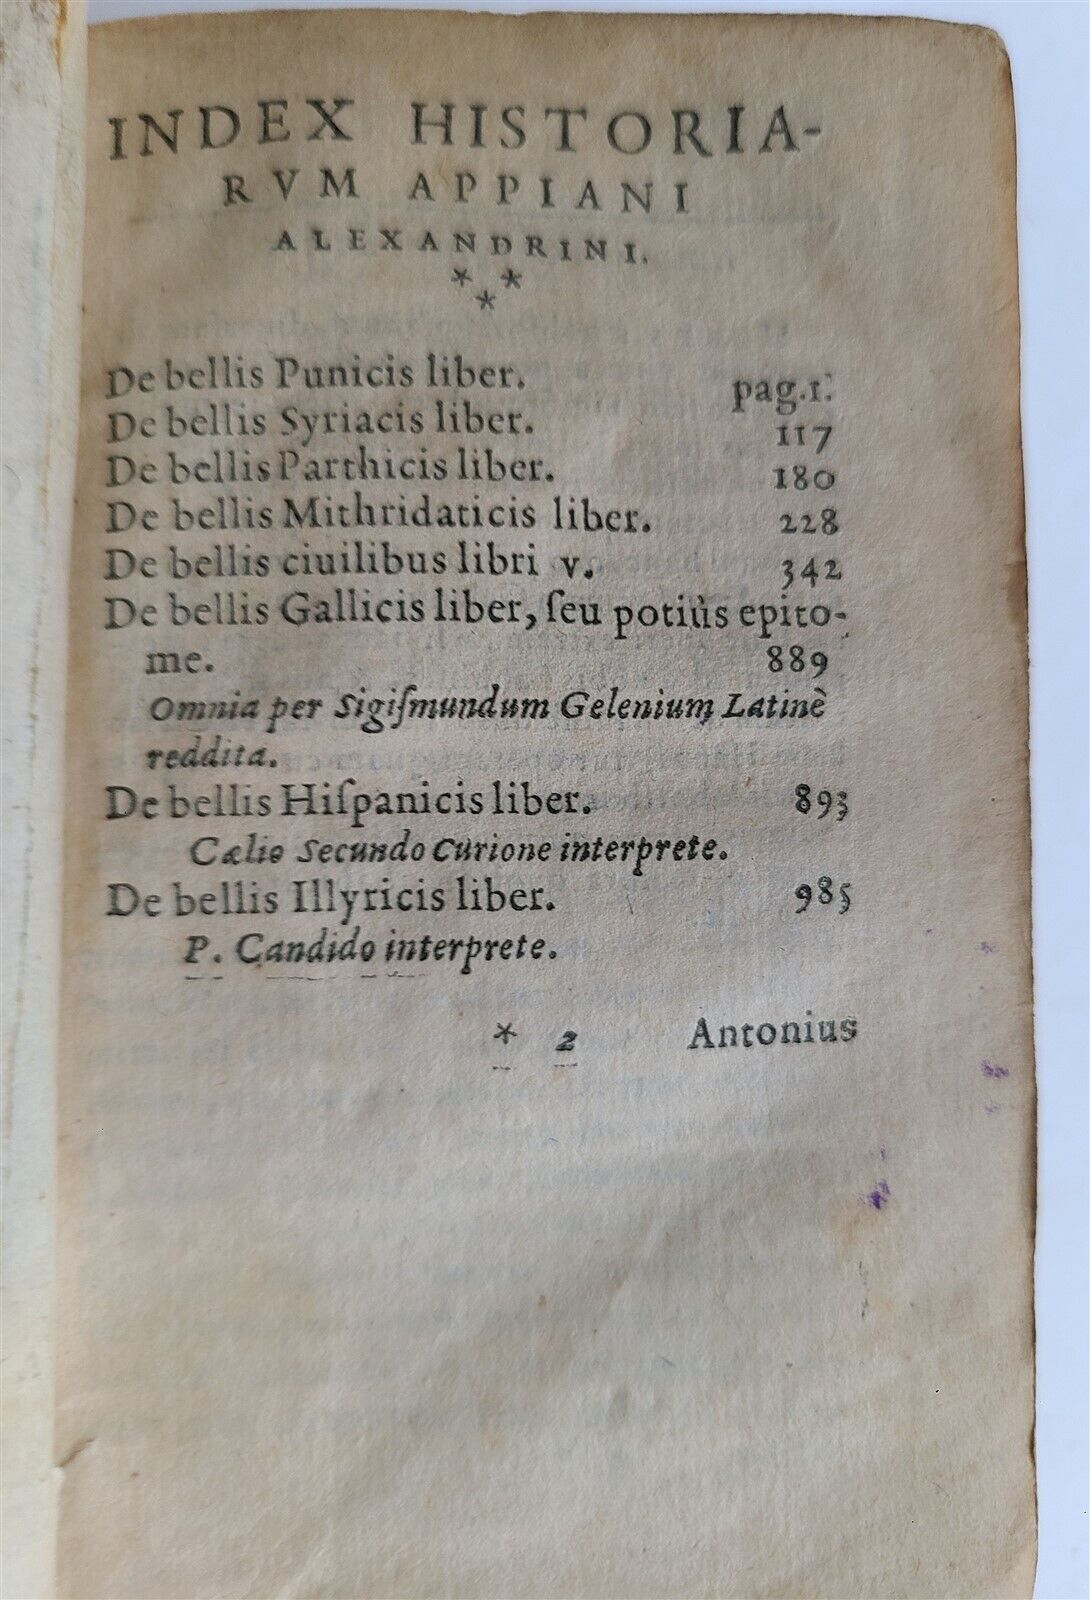 INDEX HISTORIA-
RVM APPIANI
ALEXANDRINI.
* *
*
De bellis Punicis liber. pag.1.
De bellis Syriacis liber. 117
De bellis Parthicis liber. 180
De bellis Mithridaticis liber. 228
De bellis ciuilibus libri v. 342
De bellis Gallicis liber, ſeu potiùs epito-
me. 889
Omnia per Sigiſmundum Gelenium Latinè
reddita.
De bellis Hiſpanicis liber. 893
Cælio Secundo Curione interprete.
De bellis Illyricis liber. 985
P. Candido interprete.
* 2 Antonius